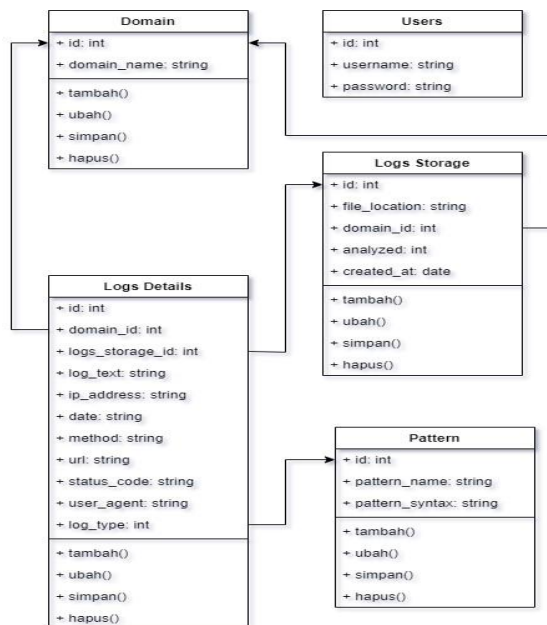 Domain
+ id: int
+ domain_name: string
+ tambah()
+ ubah()
+ simpan()
+ hapus()
Users
+ id: int
+ username: string
+ password: string
Logs Storage
+ id: int
+ file_location: string
+ domain_id: int
+ analyzed: int
+ created_at: date
+ tambah()
+ ubah()
+ simpan()
+ hapus()
Logs Details
+ id: int
+ domain_id: int
+ logs_storage_id: int
+ log_text: string
+ ip_address: string
+ date: string
+ method: string
+ url: string
+ status_code: string
+ user_agent: string
+ log_type: int
+ tambah()
+ ubah()
+ simpan()
+ hapus()
Pattern
+ id: int
+ pattern_name: string
+ pattern_syntax: string
+ tambah()
+ ubah()
+ simpan()
+ hapus()